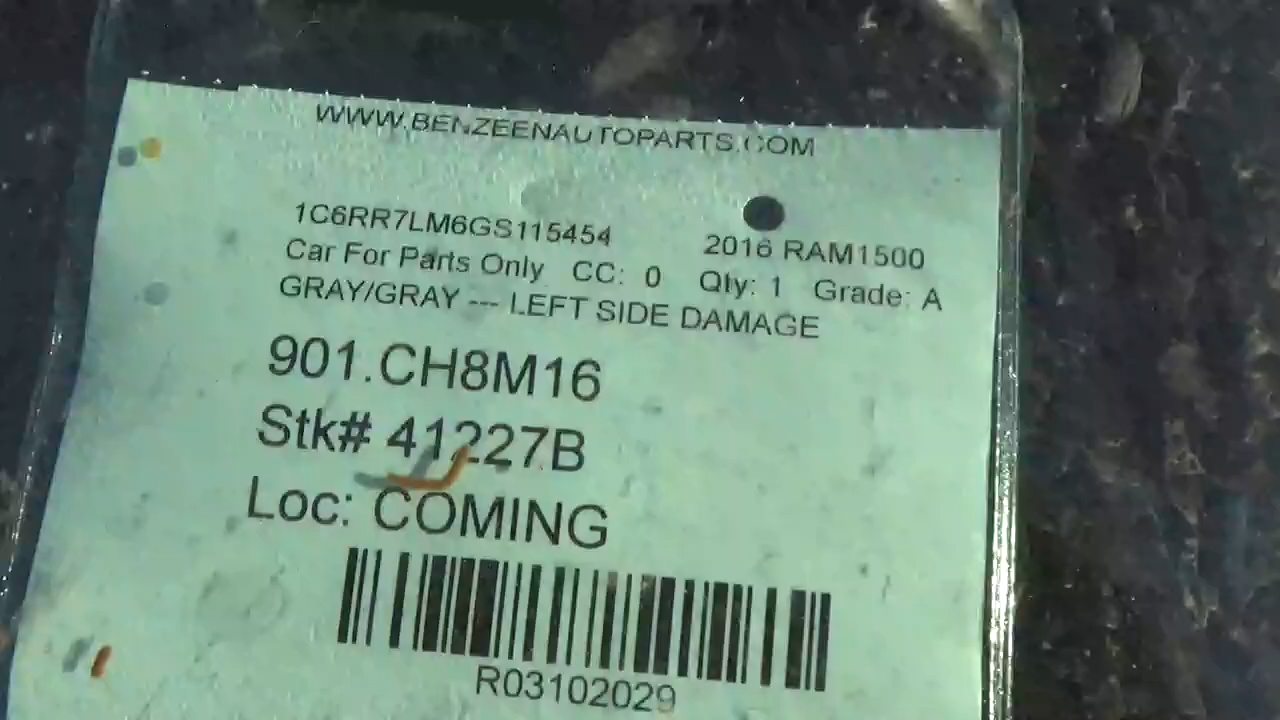 WWW.BENZEENAUTOPARTS.COM
1C6RR7LM6GS115454 2016 RAM1500
Car For Parts Only CC: 0 Qty: 1 Grade: A
GRAY/GRAY --- LEFT SIDE DAMAGE
901.CH8M16
Stk# 41227B
Loc: COMING
R03102029